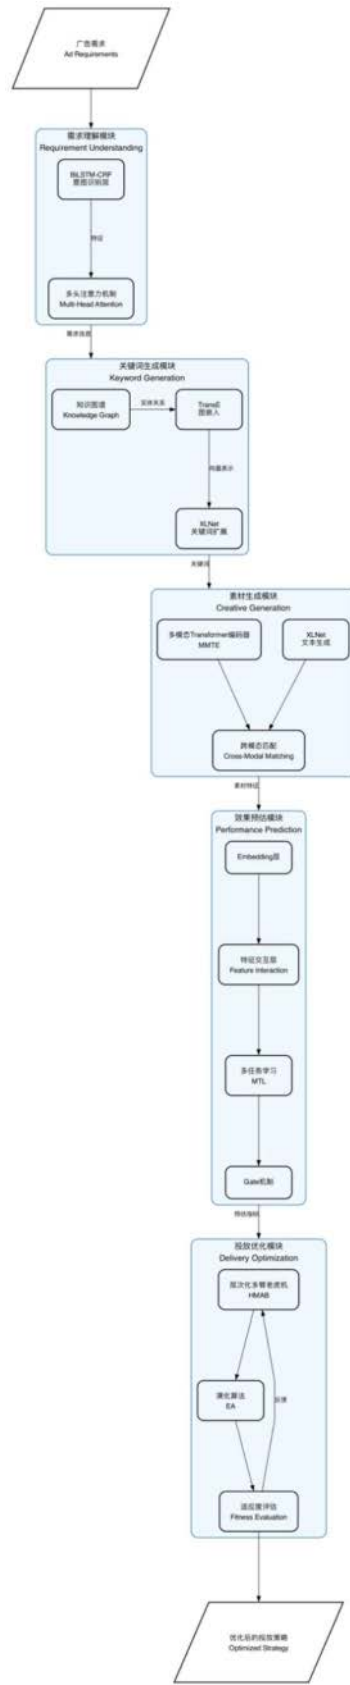 广告需求
Ad Requirements
需求理解模块
Requirement Understanding
BiLSTM-CRF
意图识别层
特征
多头注意力机制
Multi-Head Attention
需求信息
关键词生成模块
Keyword Generation
知识图谱
Knowledge Graph
实体关系
TransE
图嵌入
向量表示
XLNet
关键词扩展
关键词
素材生成模块
Creative Generation
多模态Transformer编码器
MMTE
XLNet
文本生成
跨模态匹配
Cross-Modal Matching
素材特征
效果预估模块
Performance Prediction
Embedding层
特征交互层
Feature Interaction
多任务学习
MTL
Gate机制
预估指标
投放优化模块
Delivery Optimization
层次化多臂老虎机
HMAB
演化算法
EA
反馈
适应度评估
Fitness Evaluation
优化后的投放策略
Optimized Strategy